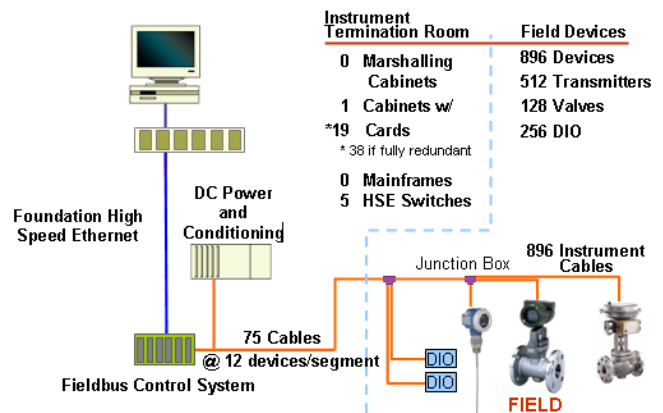 Instrument
Termination Room
Field Devices
0 Marshalling
Cabinets
1 Cabinets w/
*19 Cards
* 38 if fully redundant
0 Mainframes
5 HSE Switches
896 Devices
512 Transmitters
128 Valves
256 DIO
DC Power
and
Conditioning
Foundation High
Speed Ethernet
896 Instrument
Cables
Junction Box
75 Cables
@ 12 devices/segment
Fieldbus Control System
DIO
DIO
FIELD